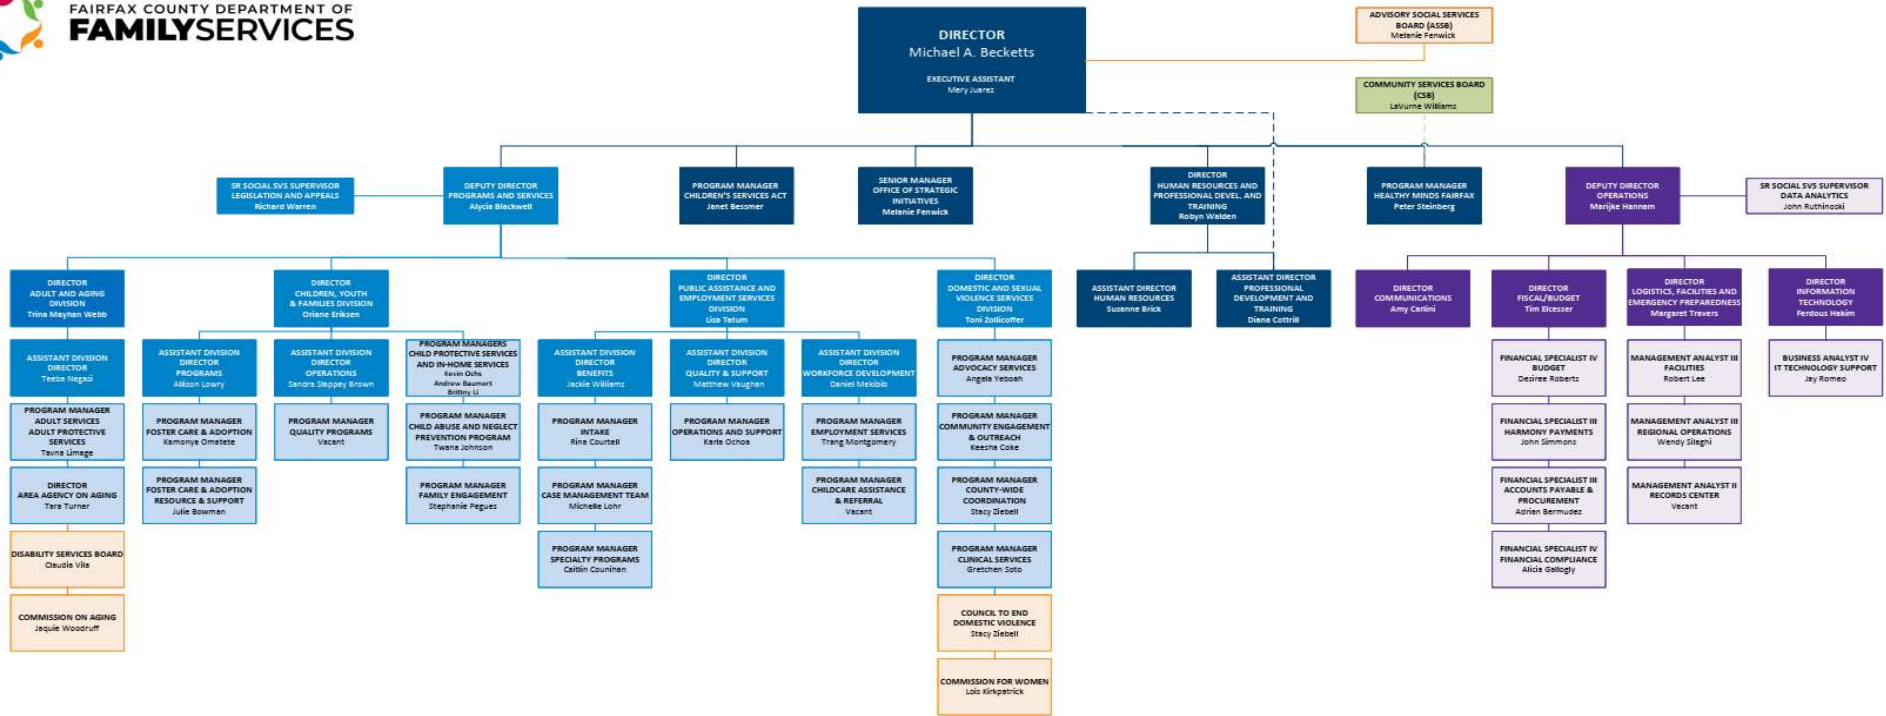 FAIRFAX COUNTY DEPARTMENT OF
FAMILYSERVICES
DIRECTOR
Michael A. Becketts
EXECUTIVE ASSISTANT
Mery Juarez
ADVISORY SOCIAL SERVICES
BOARD (ASSB)
Melanie Fenwick
COMMUNITY SERVICES BOARD
(CSB)
LaVurne Williams
SR SOCIAL SVS SUPERVISOR
LEGISLATION AND APPEALS
Richard Warren
DEPUTY DIRECTOR
PROGRAMS AND SERVICES
Alycia Blackwell
PROGRAM MANAGER
CHILDREN'S SERVICES ACT
Janet Bessmer
SENIOR MANAGER
OFFICE OF STRATEGIC
INITIATIVES
Melanie Fenwick
DIRECTOR
HUMAN RESOURCES AND
PROFESSIONAL DEVEL. AND
TRAINING
Robyn Walden
PROGRAM MANAGER
HEALTHY MINDS FAIRFAX
Peter Steinberg
DEPUTY DIRECTOR
OPERATIONS
Marijke Hannam
SR SOCIAL SVS SUPERVISOR
DATA ANALYTICS
John Ruthinoski
DIRECTOR
ADULT AND AGING
DIVISION
Trina Mayhan Webb
DIRECTOR
CHILDREN, YOUTH
& FAMILIES DIVISION
Oriane Eriksen
DIRECTOR
PUBLIC ASSISTANCE AND
EMPLOYMENT SERVICES
DIVISION
Lisa Tatum
DIRECTOR
DOMESTIC AND SEXUAL
VIOLENCE SERVICES
DIVISION
Toni Zollicoffer
ASSISTANT DIRECTOR
HUMAN RESOURCES
Susanne Brick
ASSISTANT DIRECTOR
PROFESSIONAL
DEVELOPMENT AND
TRAINING
Diana Cottrill
DIRECTOR
COMMUNICATIONS
Amy Carlini
DIRECTOR
FISCAL/BUDGET
Tim Elcesser
DIRECTOR
LOGISTICS, FACILITIES AND
EMERGENCY PREPAREDNESS
Margaret Travers
DIRECTOR
INFORMATION
TECHNOLOGY
Ferdous Hakim
ASSISTANT DIVISION
DIRECTOR
Teebe Negasi
ASSISTANT DIVISION
DIRECTOR
PROGRAMS
Allison Lowry
ASSISTANT DIVISION
DIRECTOR
OPERATIONS
Sandra Slappey Brown
PROGRAM MANAGERS
CHILD PROTECTIVE SERVICES
AND IN-HOME SERVICES
Kevin Ochs
Andrew Baumert
Brittny Li
ASSISTANT DIVISION
DIRECTOR
BENEFITS
Jackie Williams
ASSISTANT DIVISION
DIRECTOR
QUALITY & SUPPORT
Matthew Vaughan
ASSISTANT DIVISION
DIRECTOR
WORKFORCE DEVELOPMENT
Daniel Mekibib
PROGRAM MANAGER
ADVOCACY SERVICES
Angela Yeboah
FINANCIAL SPECIALIST IV
BUDGET
Desiree Roberts
MANAGEMENT ANALYST III
FACILITIES
Robert Lee
BUSINESS ANALYST IV
IT TECHNOLOGY SUPPORT
Jay Romeo
PROGRAM MANAGER
ADULT SERVICES
ADULT PROTECTIVE
SERVICES
Tavna Limage
PROGRAM MANAGER
FOSTER CARE & ADOPTION
Kamonya Omatete
PROGRAM MANAGER
QUALITY PROGRAMS
Vacant
PROGRAM MANAGER
CHILD ABUSE AND NEGLECT
PREVENTION PROGRAM
Twana Johnson
PROGRAM MANAGER
INTAKE
Rina Courtell
PROGRAM MANAGER
OPERATIONS AND SUPPORT
Karla Ochoa
PROGRAM MANAGER
EMPLOYMENT SERVICES
Trang Montgomery
PROGRAM MANAGER
COMMUNITY ENGAGEMENT
& OUTREACH
Keesha Coke
FINANCIAL SPECIALIST III
HARMONY PAYMENTS
John Simmons
MANAGEMENT ANALYST III
REGIONAL OPERATIONS
Wendy Silaghi
DIRECTOR
AREA AGENCY ON AGING
Tara Turner
PROGRAM MANAGER
FOSTER CARE & ADOPTION
RESOURCE & SUPPORT
Julie Bowman
PROGRAM MANAGER
FAMILY ENGAGEMENT
Stephanie Pegues
PROGRAM MANAGER
CASE MANAGEMENT TEAM
Michelle Lohr
PROGRAM MANAGER
CHILDCARE ASSISTANCE
& REFERRAL
Vacant
PROGRAM MANAGER
COUNTY-WIDE
COORDINATION
Stacy Ziebell
FINANCIAL SPECIALIST III
ACCOUNTS PAYABLE &
PROCUREMENT
Adrian Bermudez
MANAGEMENT ANALYST II
RECORDS CENTER
Vacant
DISABILITY SERVICES BOARD
Claudia Vila
PROGRAM MANAGER
SPECIALTY PROGRAMS
Caitlin Counihan
PROGRAM MANAGER
CLINICAL SERVICES
Gretchen Soto
FINANCIAL SPECIALIST IV
FINANCIAL COMPLIANCE
Alicia Gallogly
COMMISSION ON AGING
Jaquie Woodruff
COUNCIL TO END
DOMESTIC VIOLENCE
Stacy Ziebell
COMMISSION FOR WOMEN
Lois Kirkpatrick